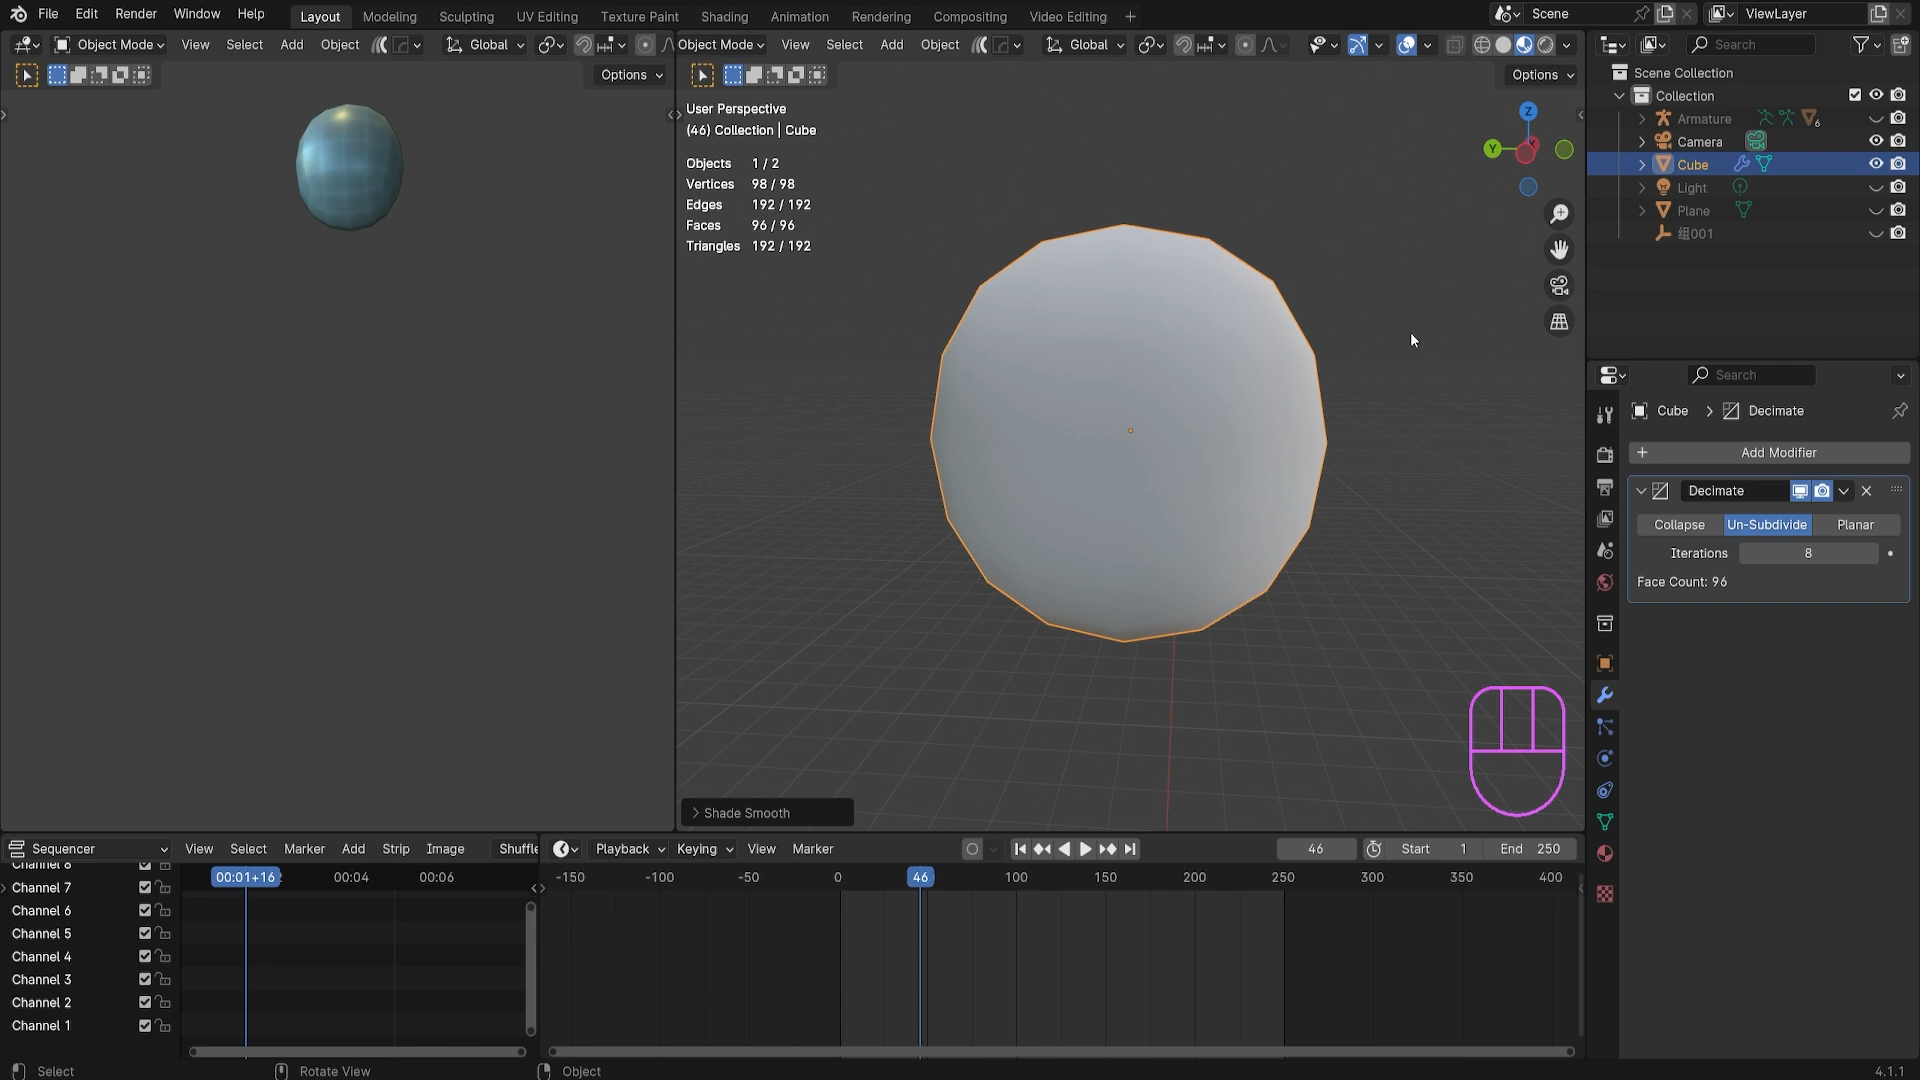 File Edit Render Window Help
Layout Modeling Sculpting UV Editing Texture Paint Shading Animation Rendering Compositing Video Editing +
Scene
ViewLayer
Object Mode View Select Add Object Global
Object Mode View Select Add Object Global
Search
Options
Options
Scene Collection
Collection
Armature
6
Camera
Cube
Light
Plane
组001
User Perspective
(46) Collection | Cube
Objects 1 / 2
Vertices 98 / 98
Edges 192 / 192
Faces 96 / 96
Triangles 192 / 192
Z
Y
X
Search
Cube > Decimate
+ Add Modifier
Decimate
Collapse Un-Subdivide Planar
Iterations 8
Face Count: 96
> Shade Smooth
Sequencer View Select Marker Add Strip Image Shuffle
Playback Keying View Marker
46 Start 1 End 250
00:01+16 00:04 00:06
-150 -100 -50 0 46 100 150 200 250 300 350 400
Channel 8
Channel 7
Channel 6
Channel 5
Channel 4
Channel 3
Channel 2
Channel 1
Select Rotate View Object
4.1.1